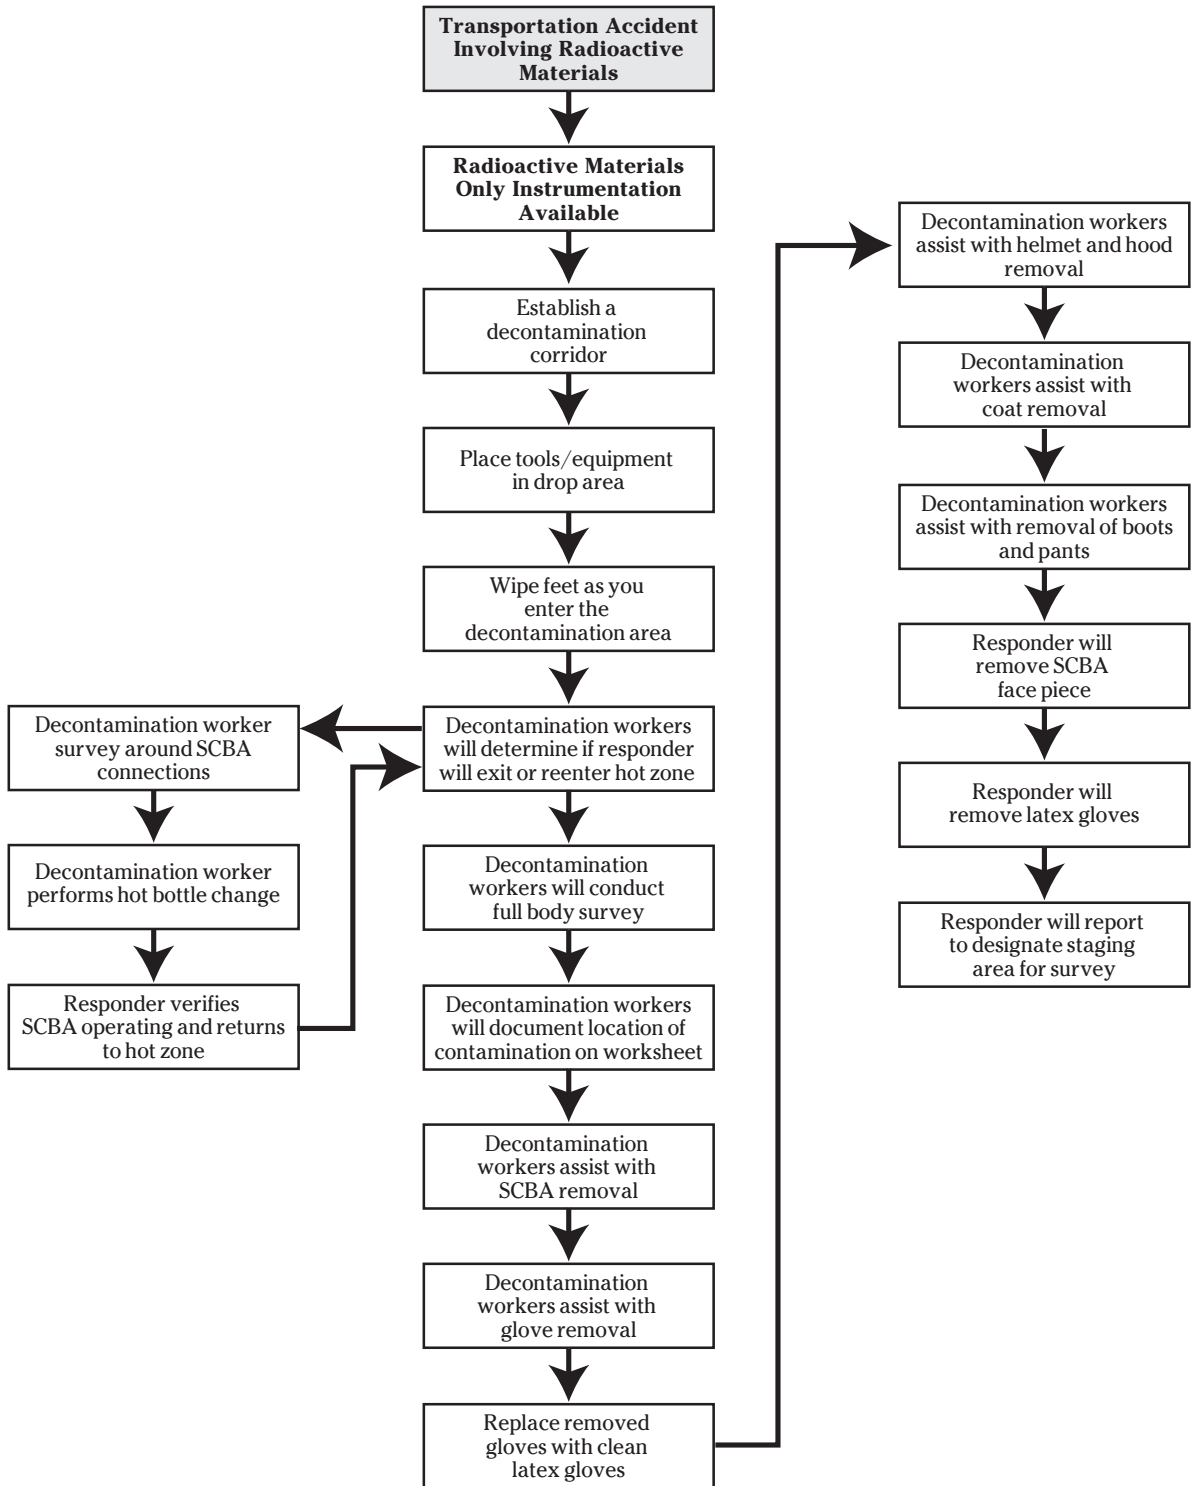 Transportation Accident
Involving Radioactive
Materials
Radioactive Materials
Only Instrumentation
Available
Establish a
decontamination
corridor
Place tools/equipment
in drop area
Wipe feet as you
enter the
decontamination area
Decontamination workers
will determine if responder
will exit or reenter hot zone
Decontamination worker
survey around SCBA
connections
Decontamination worker
performs hot bottle change
Responder verifies
SCBA operating and returns
to hot zone
Decontamination
workers will conduct
full body survey
Decontamination workers
will document location of
contamination on worksheet
Decontamination
workers assist with
SCBA removal
Decontamination
workers assist with
glove removal
Replace removed
gloves with clean
latex gloves
Decontamination workers
assist with helmet and hood
removal
Decontamination
workers assist with
coat removal
Decontamination workers
assist with removal of boots
and pants
Responder will
remove SCBA
face piece
Responder will
remove latex gloves
Responder will report
to designate staging
area for survey